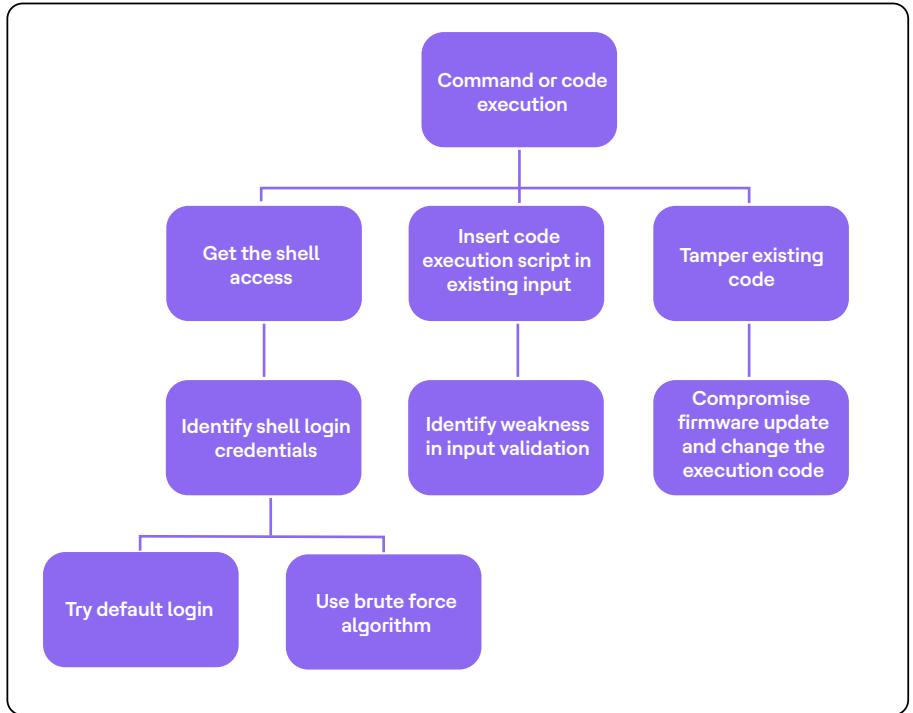 Command or code
execution
Get the shell
access
Insert code
execution script in
existing input
Tamper existing
code
Identify shell login
credentials
Identify weakness
in input validation
Compromise
firmware update
and change the
execution code
Try default login
Use brute force
algorithm